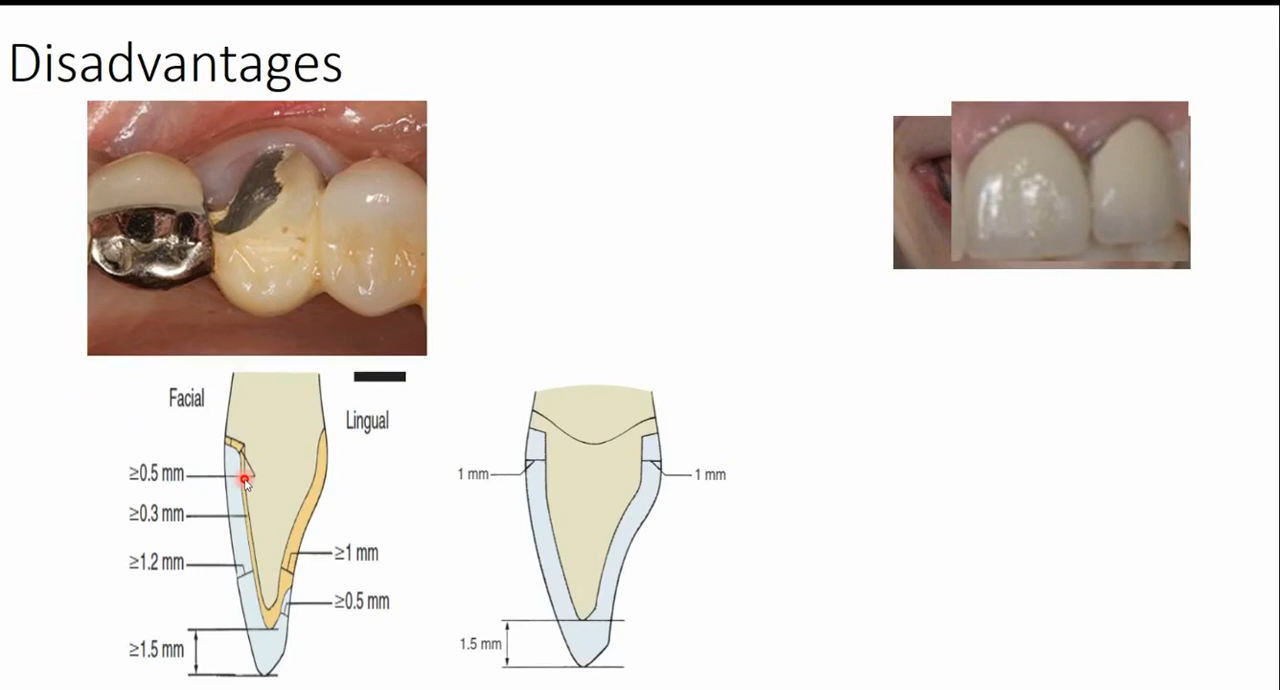 Disadvantages
Facial
Lingual
≥0.5 mm
≥0.3 mm
≥1.2 mm
≥1 mm
≥0.5 mm
≥1.5 mm
1 mm
1 mm
1.5 mm